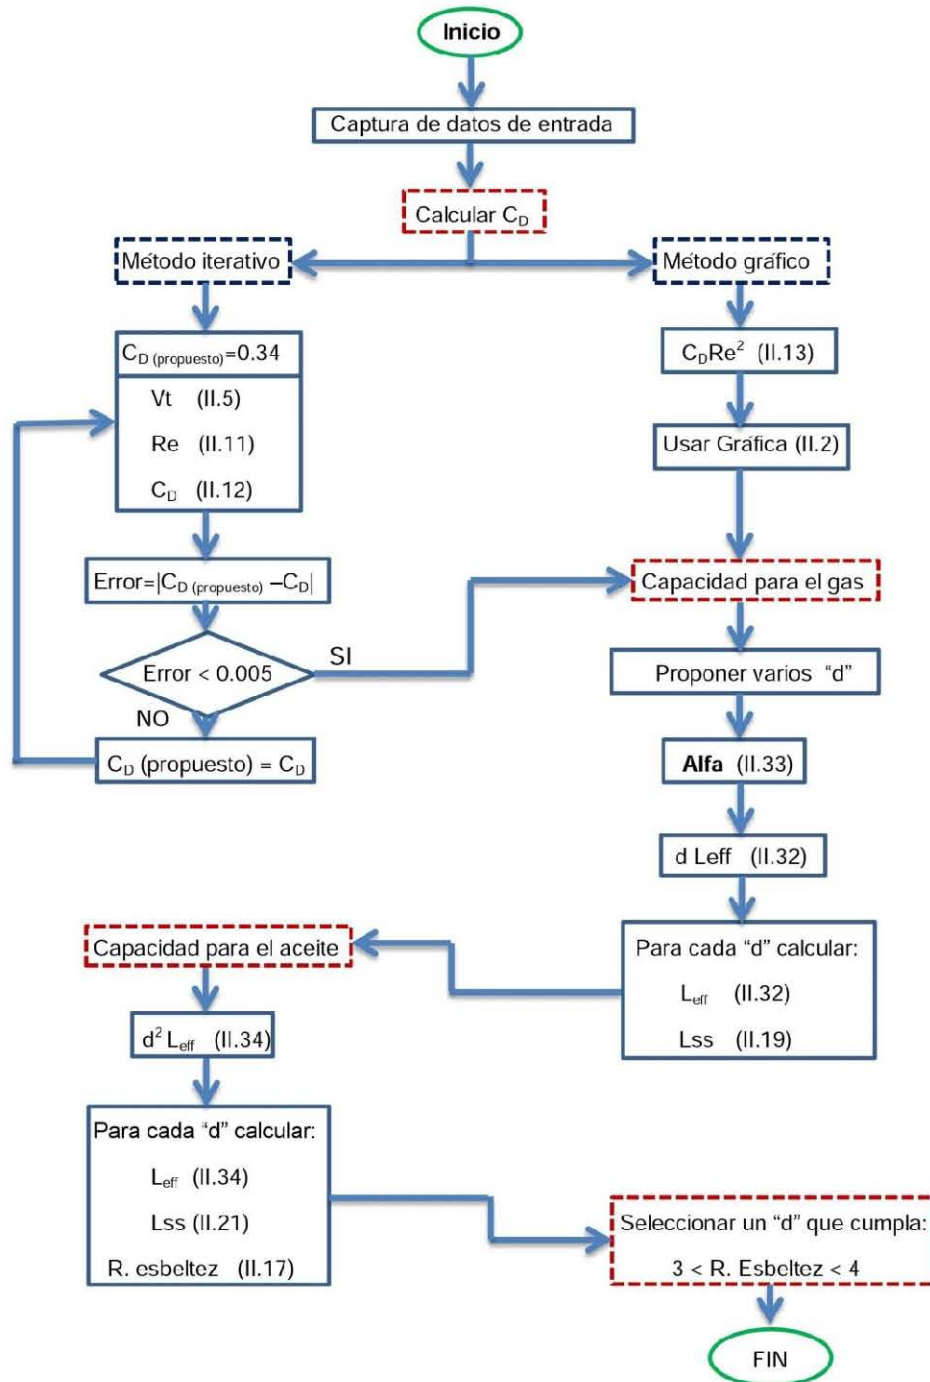 Inicio
Captura de datos de entrada
Calcular C_D
Método iterativo
Método gráfico
C_D (propuesto)=0.34
Vt (II.5)
Re (II.11)
C_D (II.12)
C_DRe² (II.13)
Usar Gráfica (II.2)
Error=|C_D (propuesto) –C_D|
Error < 0.005
SI
NO
C_D (propuesto) = C_D
Capacidad para el gas
Proponer varios “d”
Alfa (II.33)
d Leff (II.32)
Para cada “d” calcular:
L_eff (II.32)
Lss (II.19)
Capacidad para el aceite
d² L_eff (II.34)
Para cada “d” calcular:
L_eff (II.34)
Lss (II.21)
R. esbeltez (II.17)
Seleccionar un “d” que cumpla:
3 < R. Esbeltez < 4
FIN